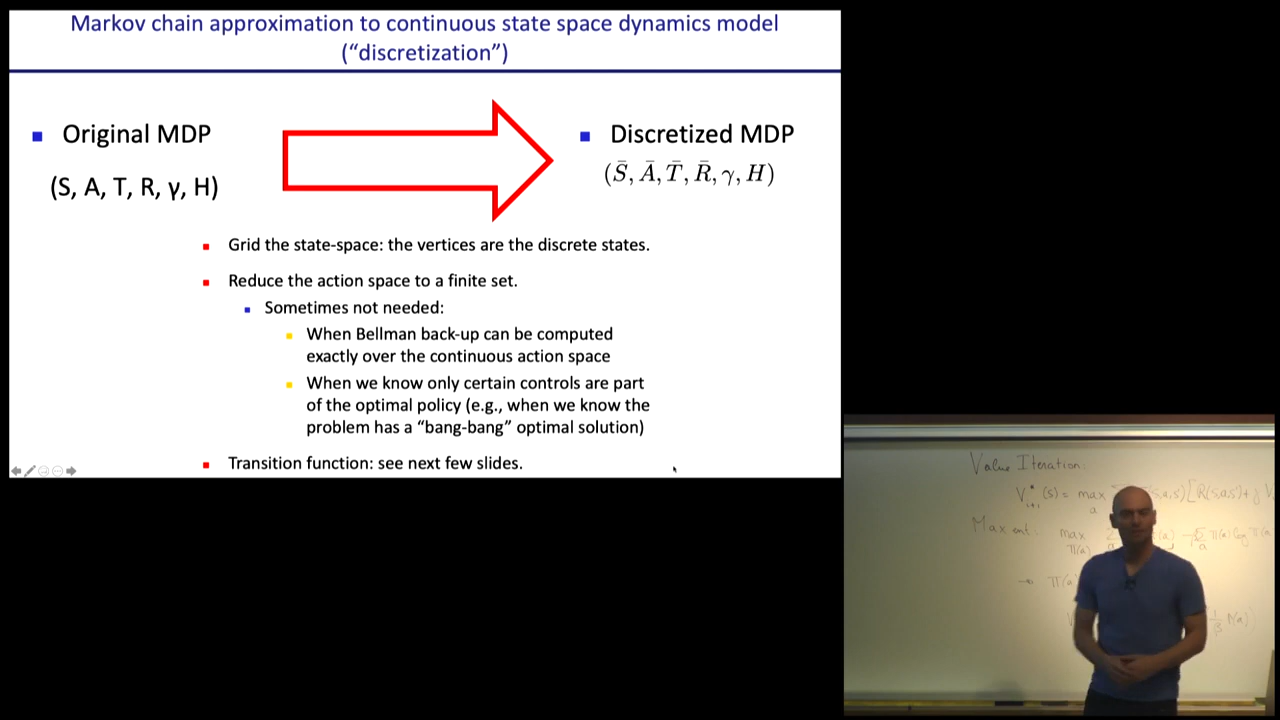 Markov chain approximation to continuous state space dynamics model
("discretization")
Original MDP
(S, A, T, R, γ, H)
Discretized MDP
(S̄, Ā, T̄, R̄, γ, H)
Grid the state-space: the vertices are the discrete states.
Reduce the action space to a finite set.
Sometimes not needed:
When Bellman back-up can be computed
exactly over the continuous action space
When we know only certain controls are part
of the optimal policy (e.g., when we know the
problem has a "bang-bang" optimal solution)
Transition function: see next few slides.
Value Iteration:
V*ᵢ₊₁(s) = max
a
[R(s,a,s')+ γ V
Max ent:
max
π(a)
π(a) log π(a